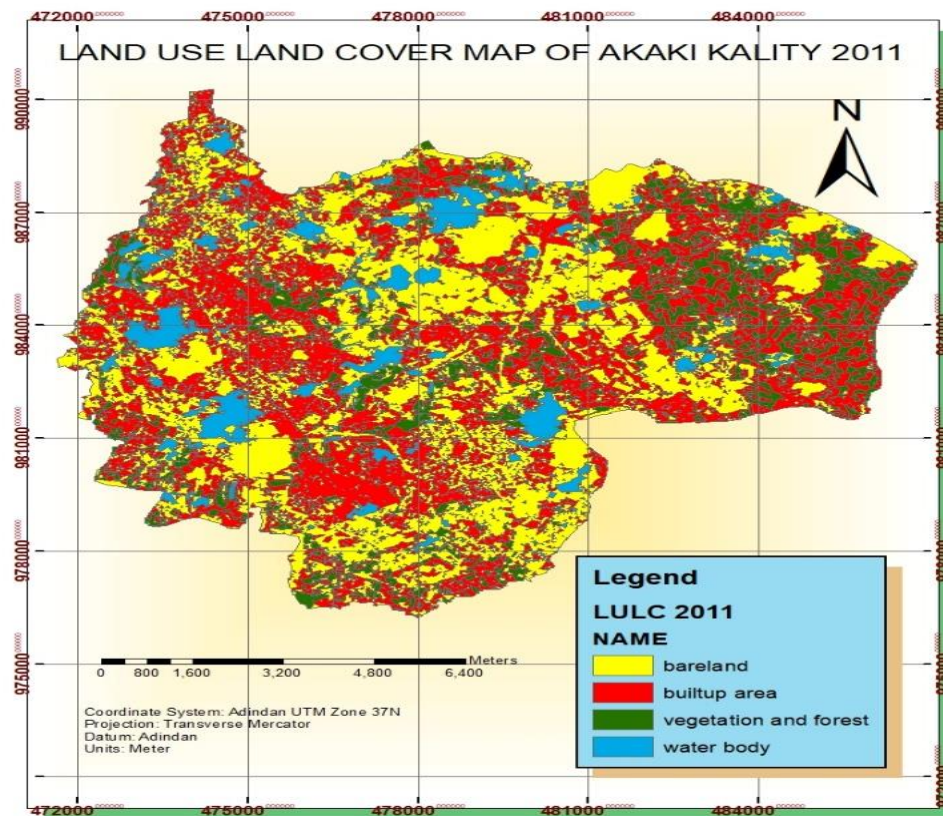 472000 475000 478000 481000 484000
LAND USE LAND COVER MAP OF AKAKI KALITY 2011
N
990000
987000 987000
984000 984000
981000
978000
975000
Legend
LULC 2011
NAME
bareland
builtup area
vegetation and forest
water body
Meters
0 800 1,600 3,200 4,800 6,400
Coordinate System: Adindan UTM Zone 37N
Projection: Transverse Mercator
Datum: Adindan
Units: Meter
472000 475000 478000 481000 484000